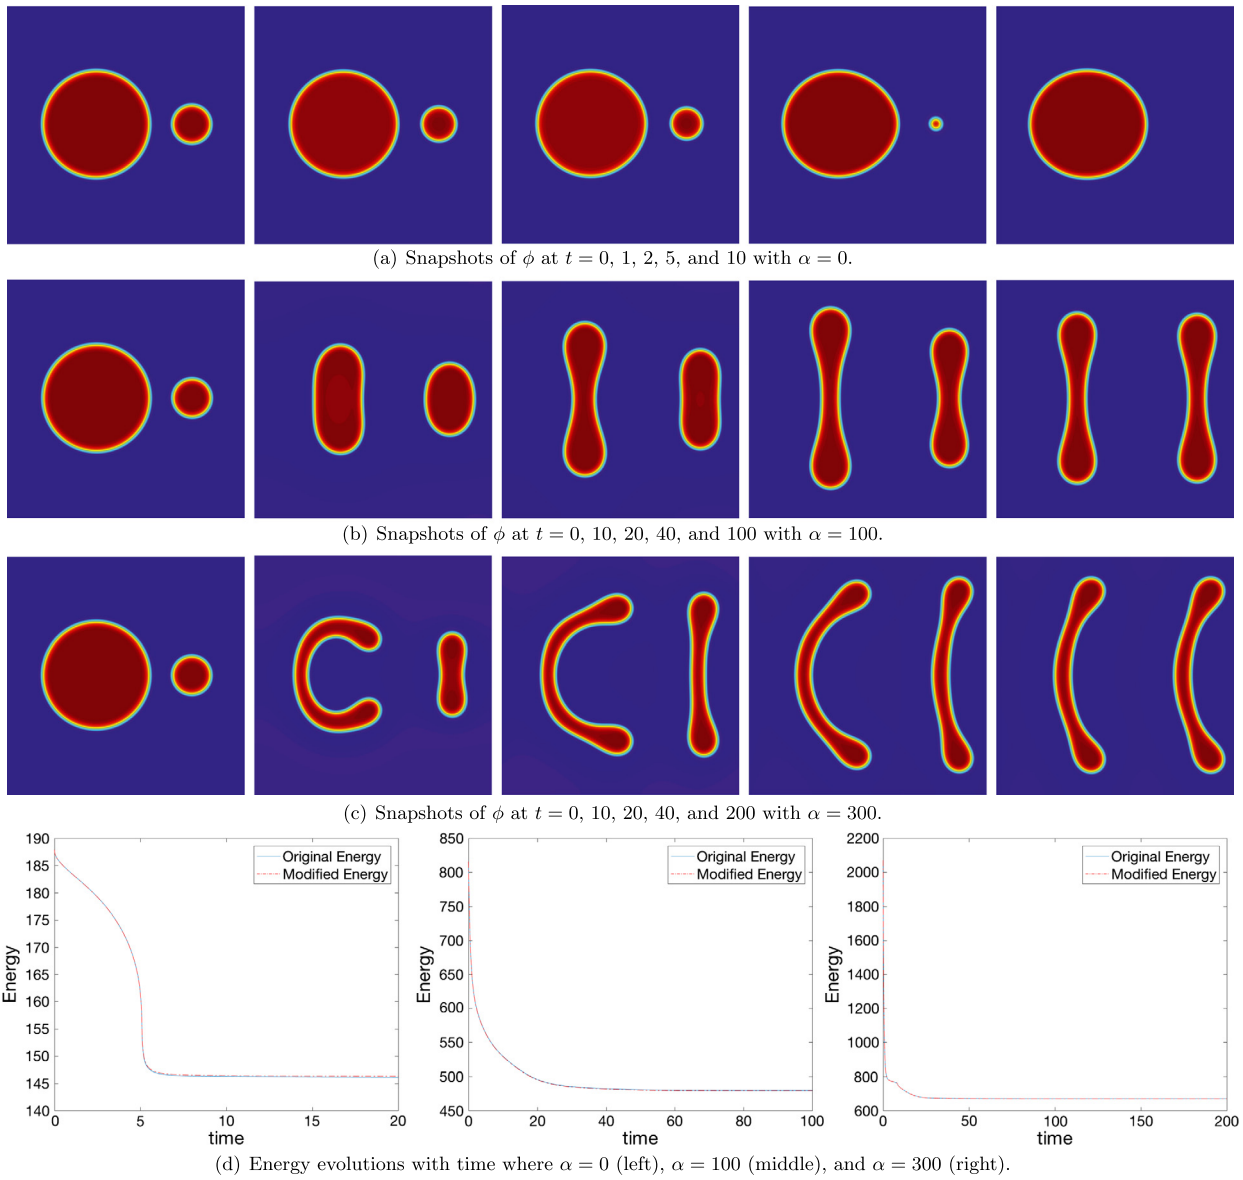 (a) Snapshots of ϕ at t = 0, 1, 2, 5, and 10 with α = 0.
(b) Snapshots of ϕ at t = 0, 10, 20, 40, and 100 with α = 100.
(c) Snapshots of ϕ at t = 0, 10, 20, 40, and 200 with α = 300.
190
185
180
175
170
165
160
155
150
145
140
0
5
10
15
20
Energy
time
Original Energy
Modified Energy
850
800
750
700
650
600
550
500
450
0
20
40
60
80
100
Energy
time
Original Energy
Modified Energy
2200
2000
1800
1600
1400
1200
1000
800
600
0
50
100
150
200
Energy
time
Original Energy
Modified Energy
(d) Energy evolutions with time where α = 0 (left), α = 100 (middle), and α = 300 (right).